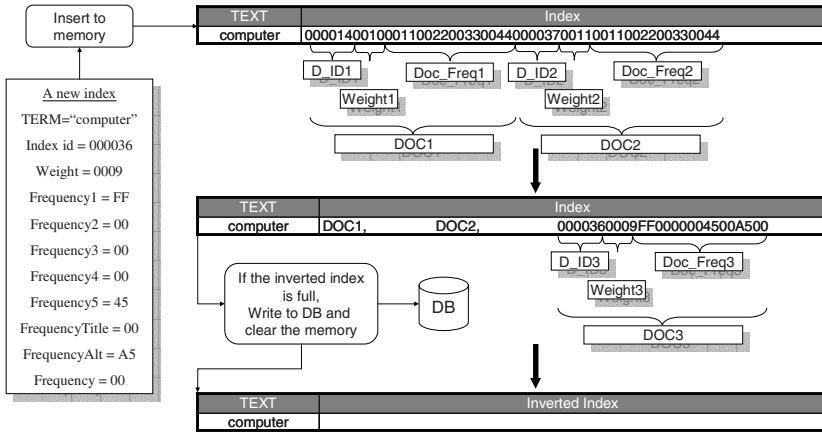 Insert to
memory
TEXT Index
computer 0000140010001100220033004400003700110011002200330044
D_ID1 Doc_Freq1 D_ID2 Doc_Freq2
Weight1 Weight2
DOC1 DOC2
A new index
TERM=“computer”
Index id = 000036
Weight = 0009
Frequency1 = FF
Frequency2 = 00
Frequency3 = 00
Frequency4 = 00
Frequency5 = 45
FrequencyTitle = 00
FrequencyAlt = A5
Frequency = 00
TEXT Index
computer DOC1, DOC2, 0000360009FF0000004500A500
D_ID3 Doc_Freq3
Weight3
DOC3
If the inverted index
is full,
Write to DB and
clear the memory
DB
TEXT Inverted Index
computer